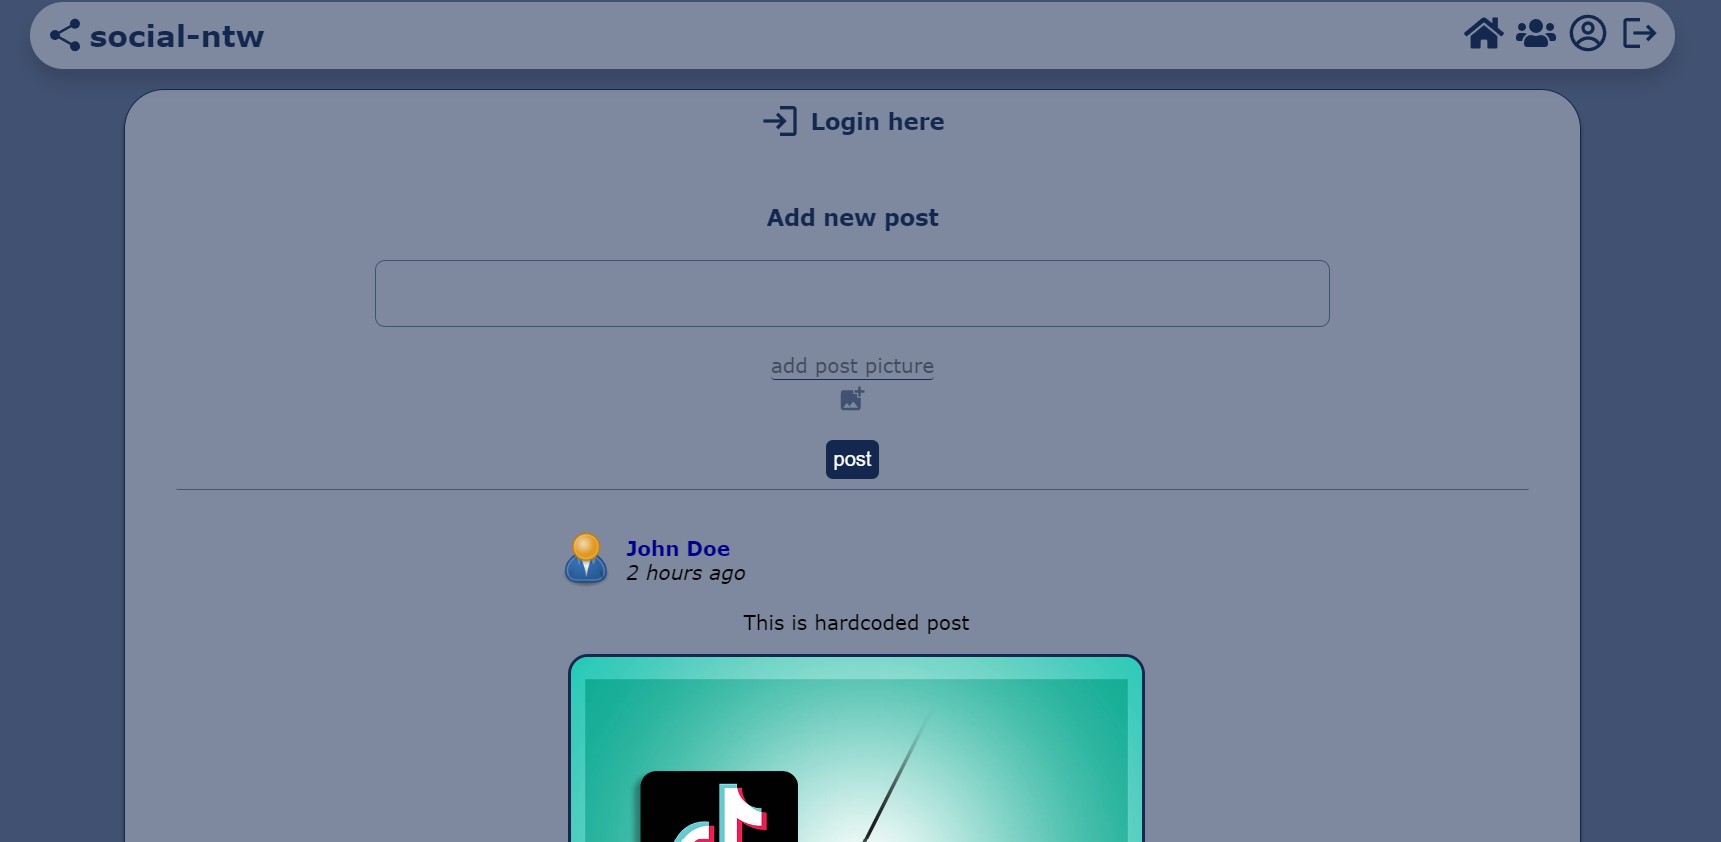 social-ntw
Login here
Add new post
add post picture
post
John Doe
2 hours ago
This is hardcoded post